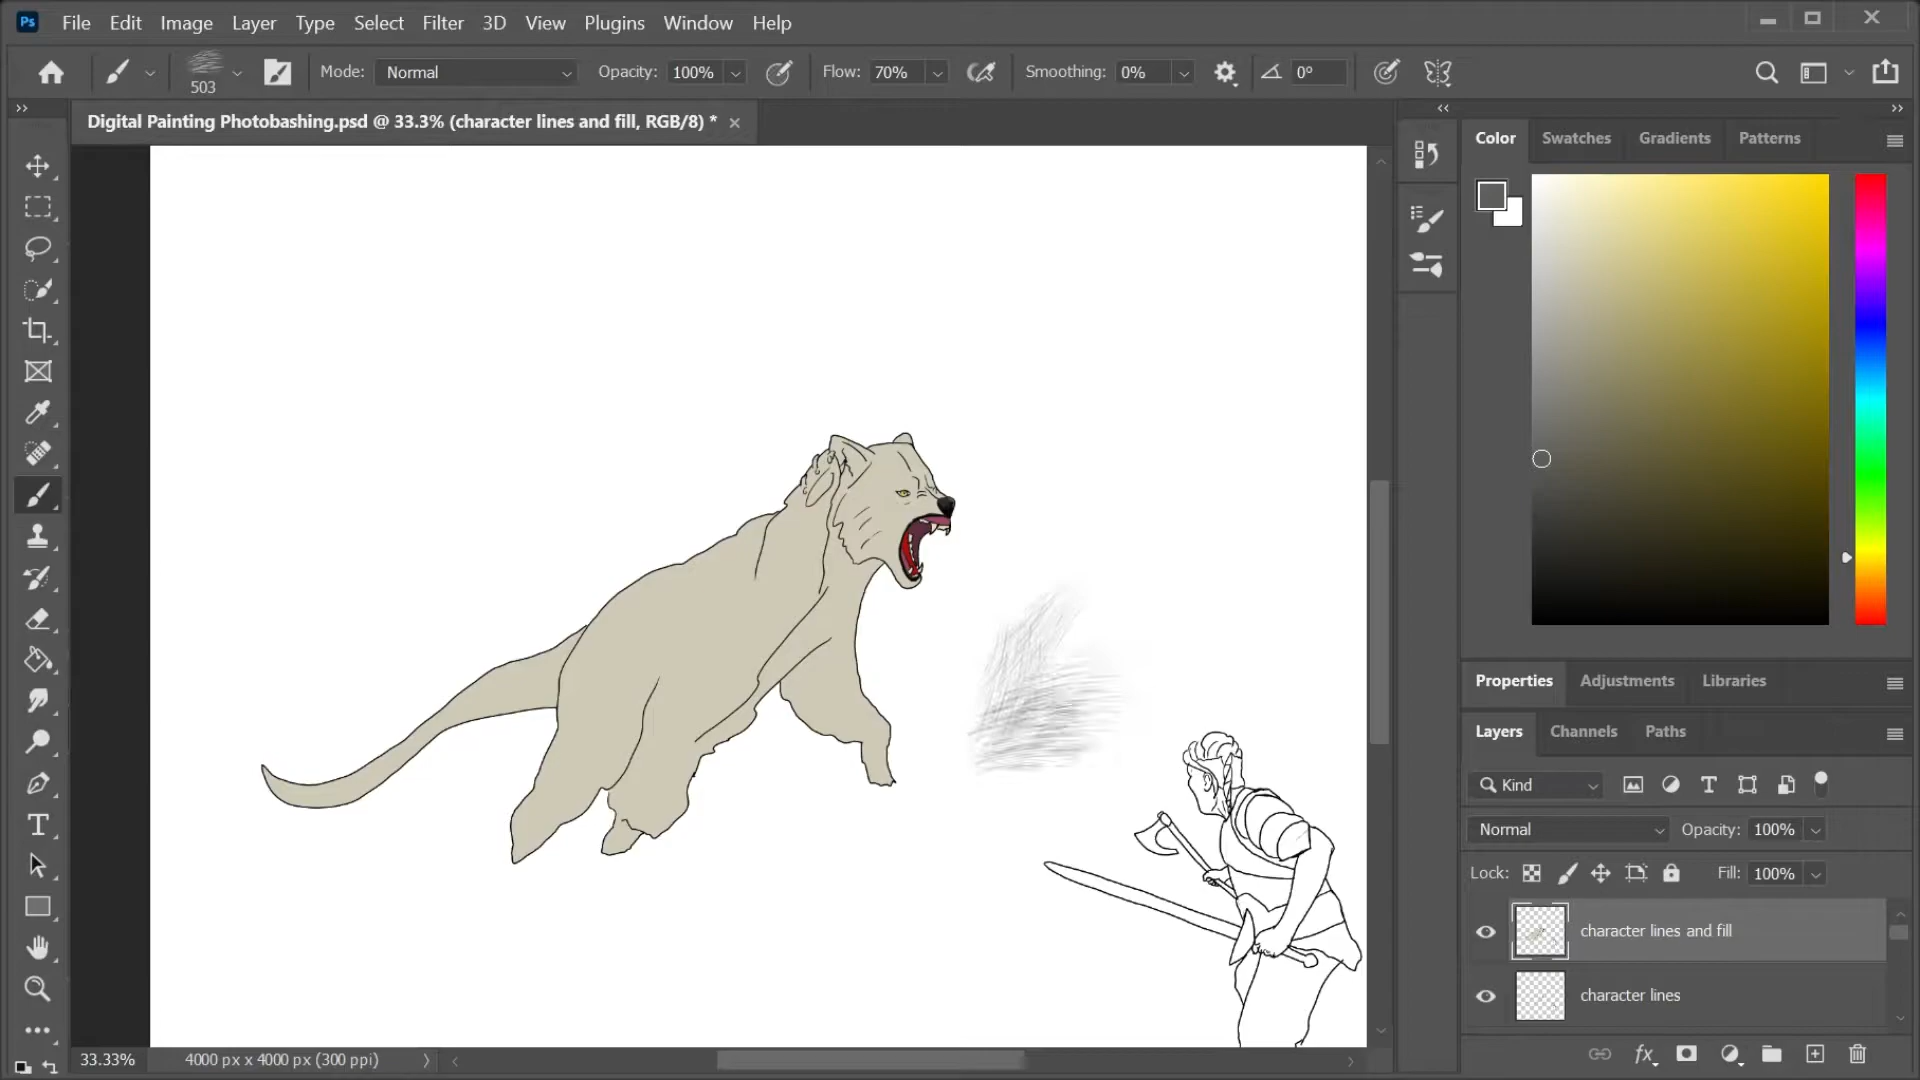 Ps File Edit Image Layer Type Select Filter 3D View Plugins Window Help
503 Mode: Normal Opacity: 100% Flow: 70% Smoothing: 0% 0°
Digital Painting Photobashing.psd @ 33.3% (character lines and fill, RGB/8) *
Color Swatches Gradients Patterns
Properties Adjustments Libraries
Layers Channels Paths
Kind
Normal Opacity: 100%
Lock: Fill: 100%
character lines and fill
character lines
33.33% 4000 px x 4000 px (300 ppi)